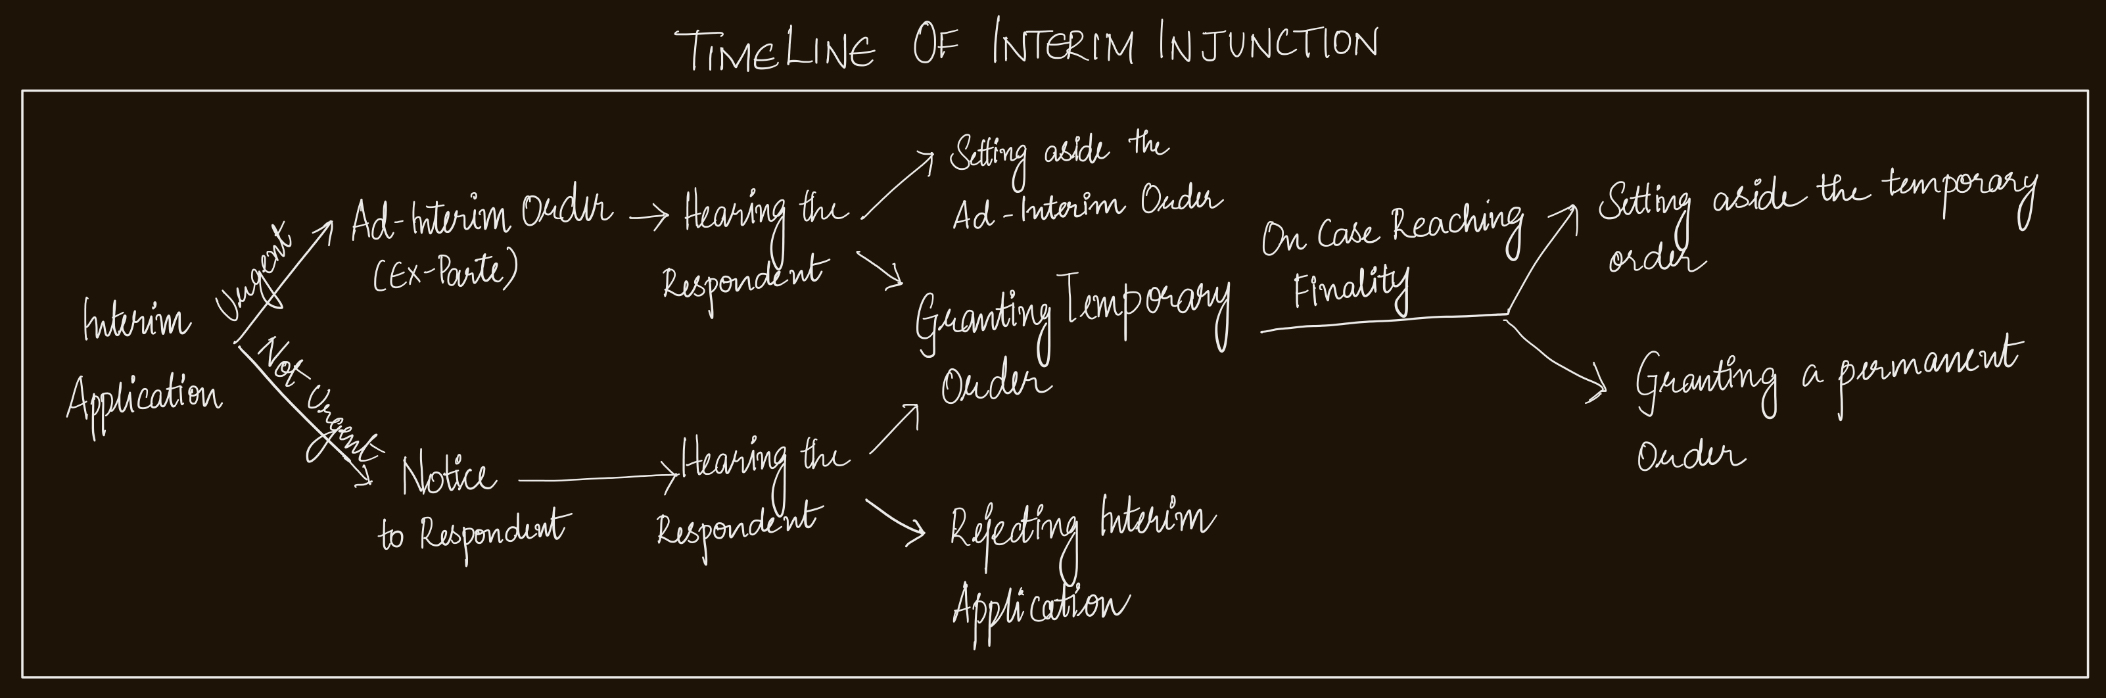 TIMELINE OF INTERIM INJUNCTION
Interim
Application
Urgent
Not Urgent
Ad-Interim Order
(Ex-Parte)
Hearing the
Respondent
Setting aside the
Ad-Interim Order
Granting Temporary
Order
Notice
to Respondent
Hearing the
Respondent
Rejecting Interim
Application
On Case Reaching
Finality
Setting aside the temporary
order
Granting a permanent
Order